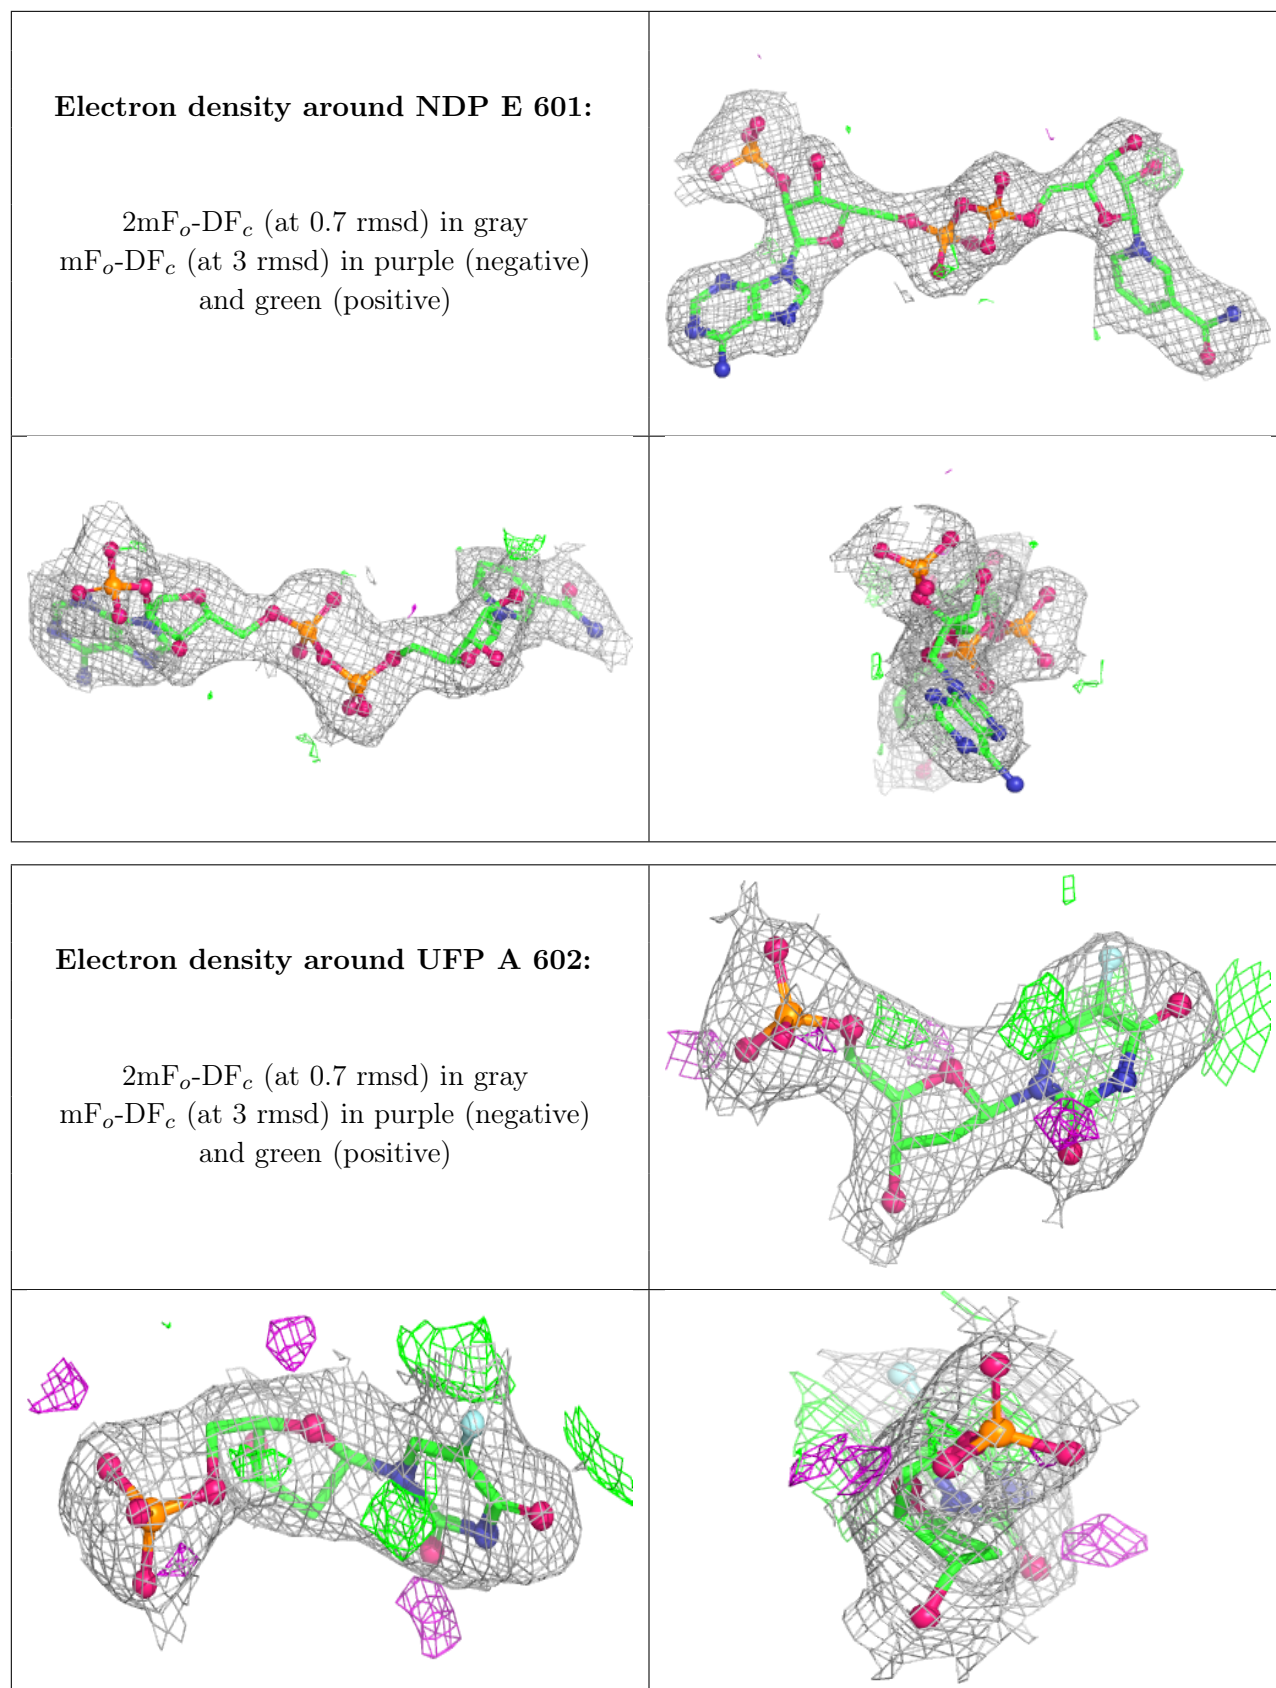 Electron density around NDP E 601:
2mFo-DFc (at 0.7 rmsd) in gray
mFo-DFc (at 3 rmsd) in purple (negative)
and green (positive)
Electron density around UFP A 602:
2mFo-DFc (at 0.7 rmsd) in gray
mFo-DFc (at 3 rmsd) in purple (negative)
and green (positive)